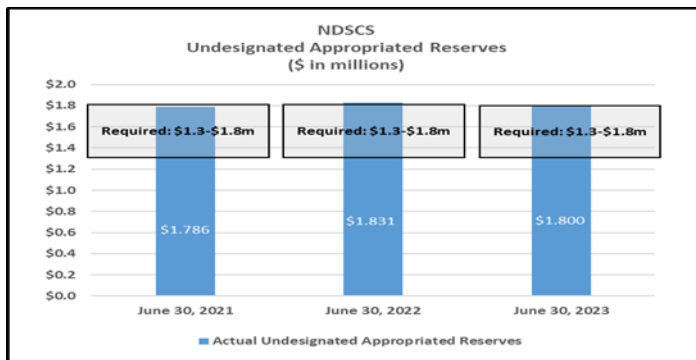 NDSCS
Undesignated Appropriated Reserves
($ in millions)
$2.0
$1.8
$1.6
$1.4
$1.2
$1.0
$0.8
$0.6
$0.4
$0.2
$0.0
Required: $1.3-$1.8m
Required: $1.3-$1.8m
Required: $1.3-$1.8m
$1.786
$1.831
$1.800
June 30, 2021
June 30, 2022
June 30, 2023
Actual Undesignated Appropriated Reserves